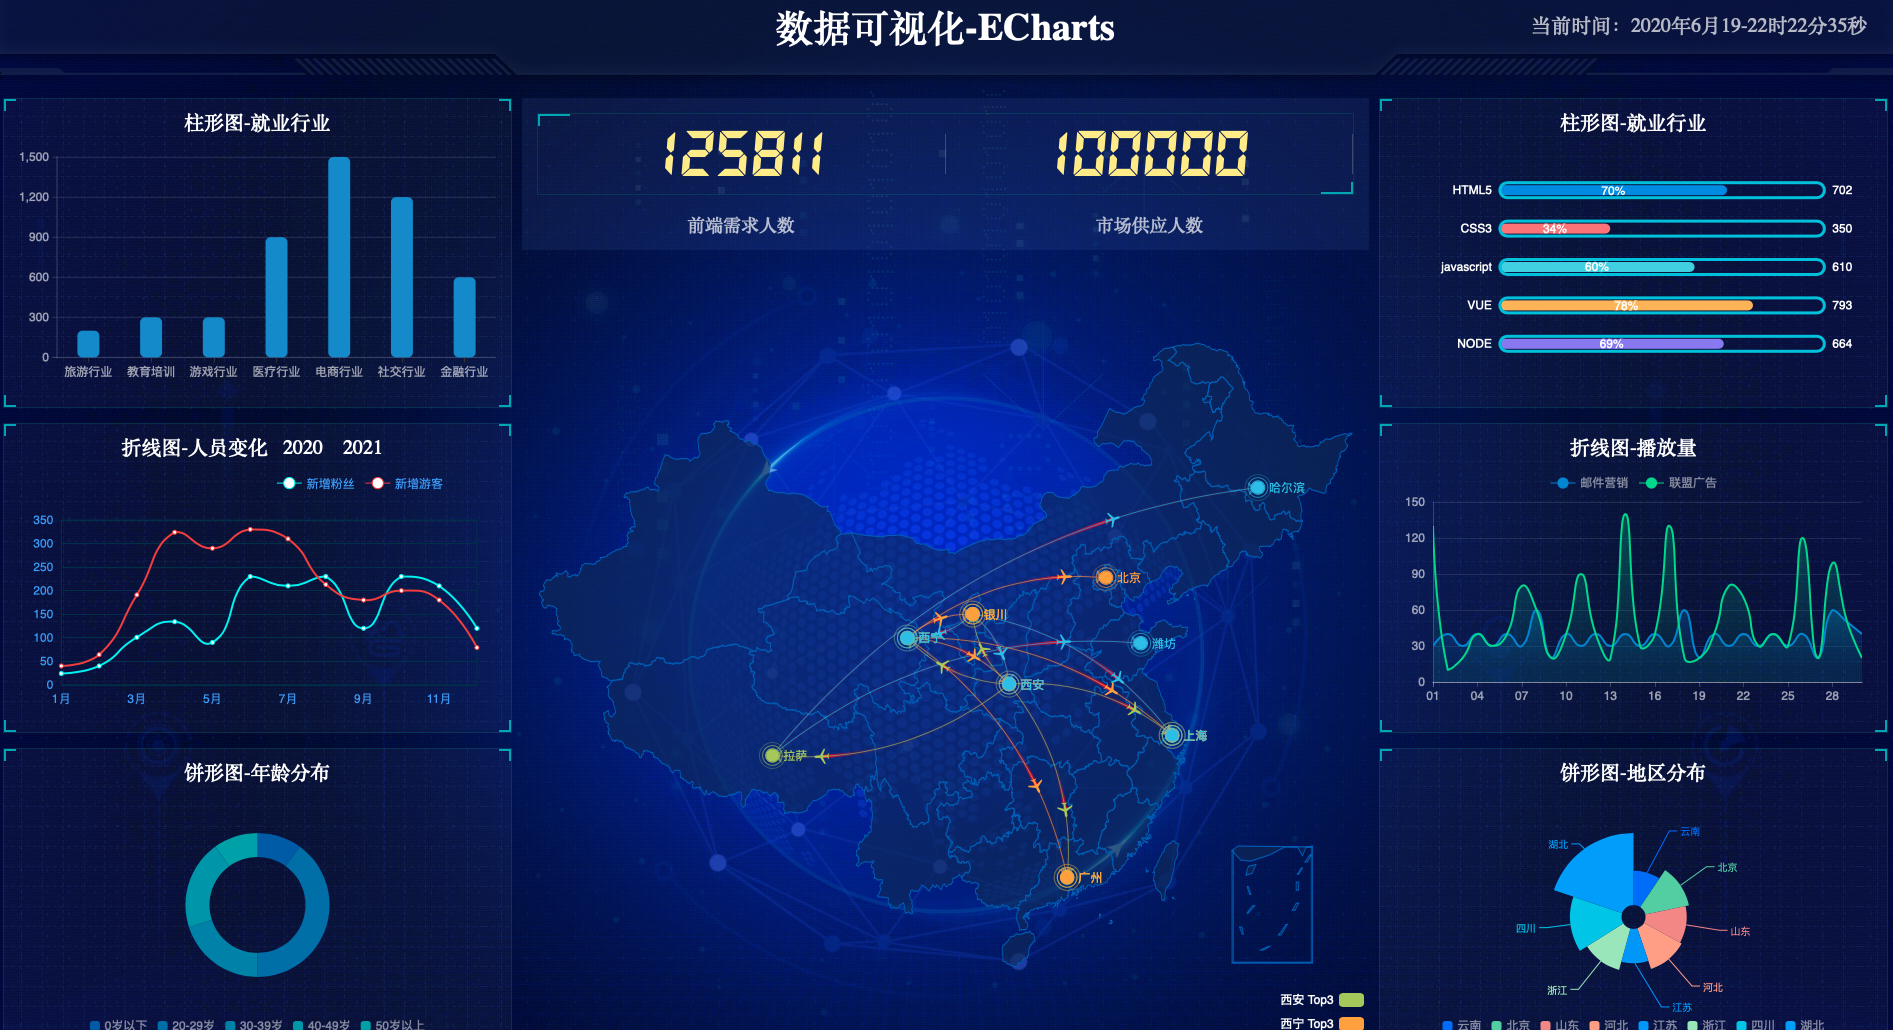 数据可视化-ECharts
当前时间：2020年6月19-22时22分35秒
柱形图-就业行业
1,500
1,200
900
600
300
0
旅游行业 教育培训 游戏行业 医疗行业 电商行业 社交行业 金融行业
折线图-人员变化 2020 2021
新增粉丝 新增游客
350
300
250
200
150
100
50
0
1月 3月 5月 7月 9月 11月
饼形图-年龄分布
0岁以下 20-29岁 30-39岁 40-49岁 50岁以上
125811 100000
前端需求人数 市场供应人数
哈尔滨
北京
银川
西宁
潍坊
西安
上海
拉萨
广州
西安 Top3
西宁 Top3
柱形图-就业行业
HTML5 70% 702
CSS3 34% 350
javascript 60% 610
VUE 78% 793
NODE 69% 664
折线图-播放量
邮件营销 联盟广告
150
120
90
60
30
0
01 04 07 10 13 16 19 22 25 28
饼形图-地区分布
云南
湖北
北京
四川
山东
浙江
河北
江苏
云南 北京 山东 河北 江苏 浙江 四川 湖北